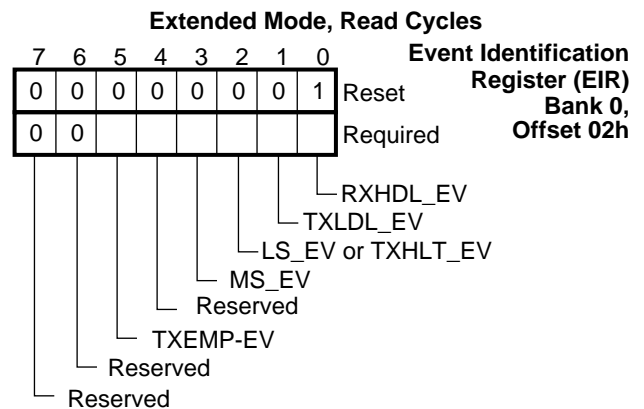 Extended Mode, Read Cycles
7 6 5 4 3 2 1 0
Event Identification
Register (EIR)
Bank 0,
Offset 02h
0 0 0 0 0 0 0 1 Reset
0 0 Required
RXHDL_EV
TXLDL_EV
LS_EV or TXHLT_EV
MS_EV
Reserved
TXEMP-EV
Reserved
Reserved